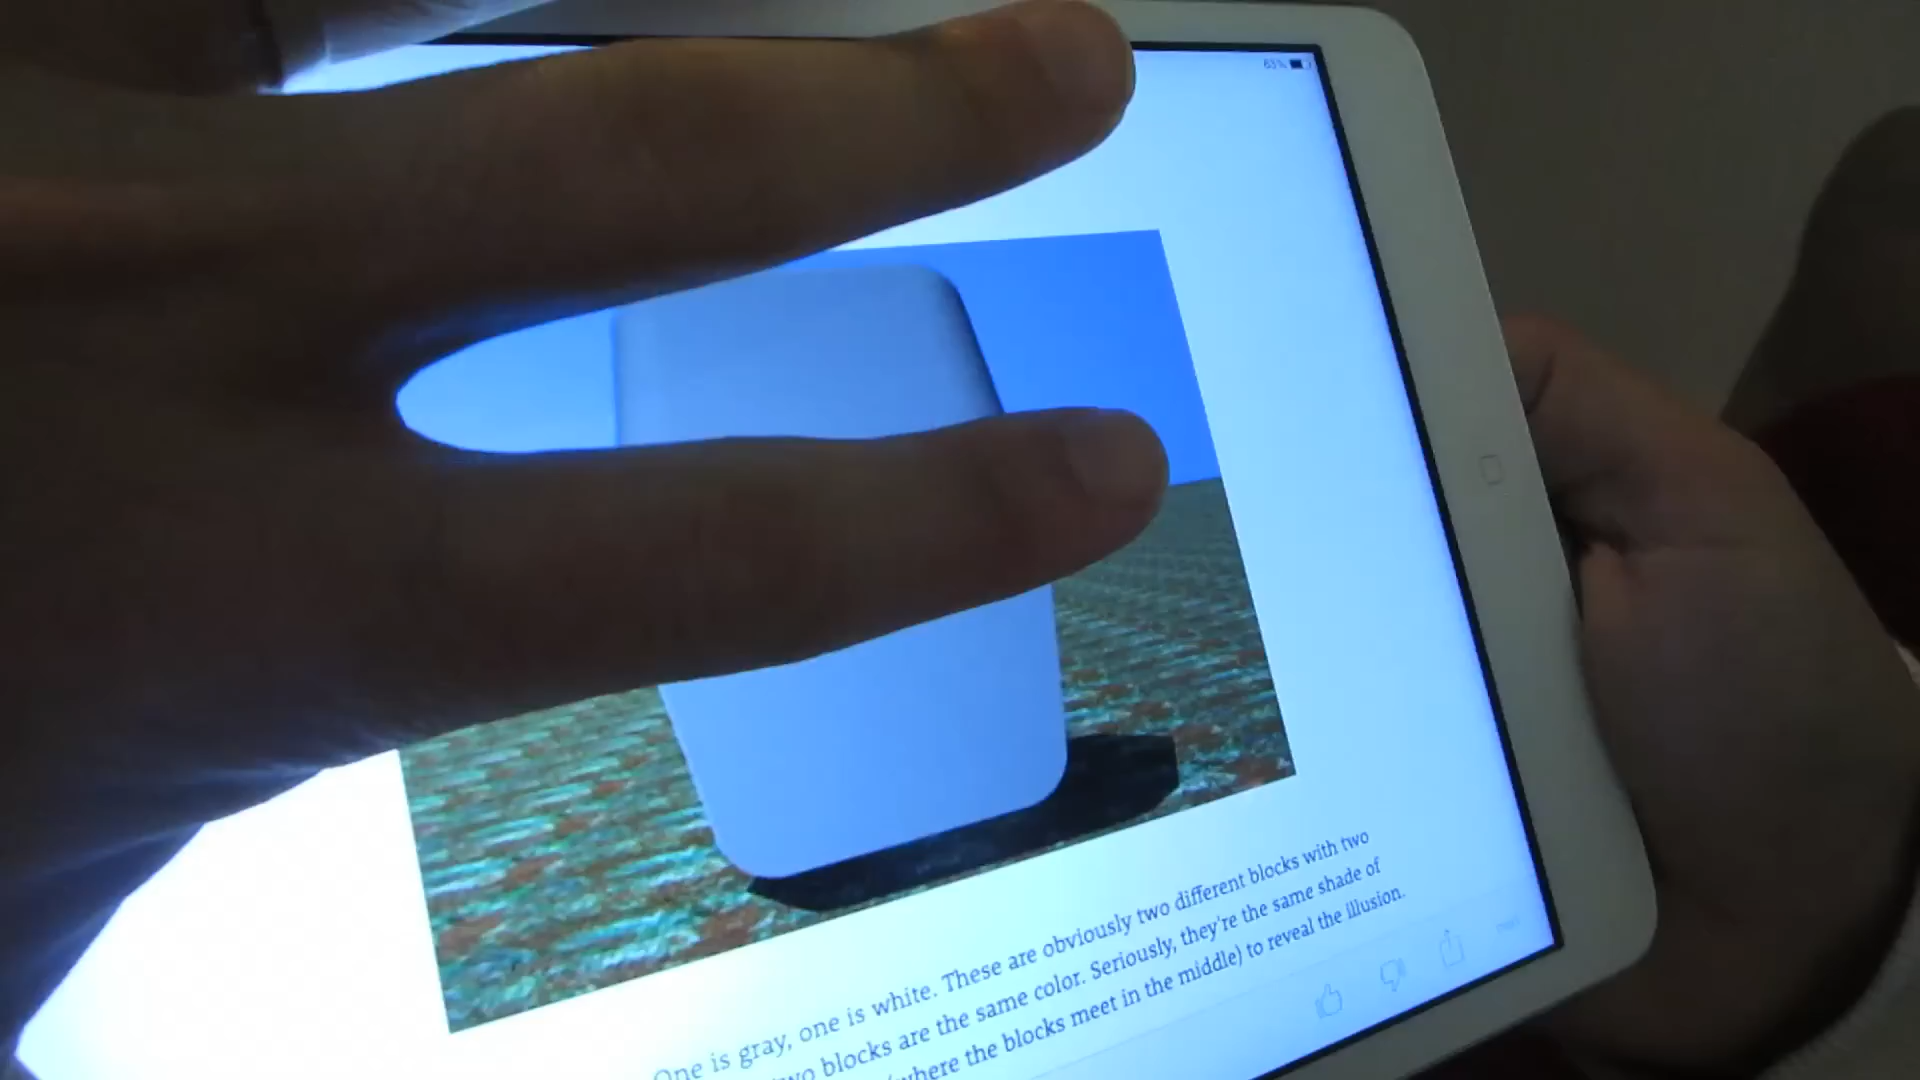 63%
One is gray, one is white. These are obviously two different blocks with two
two blocks are the same color. Seriously, they're the same shade of
(where the blocks meet in the middle) to reveal the illusion.